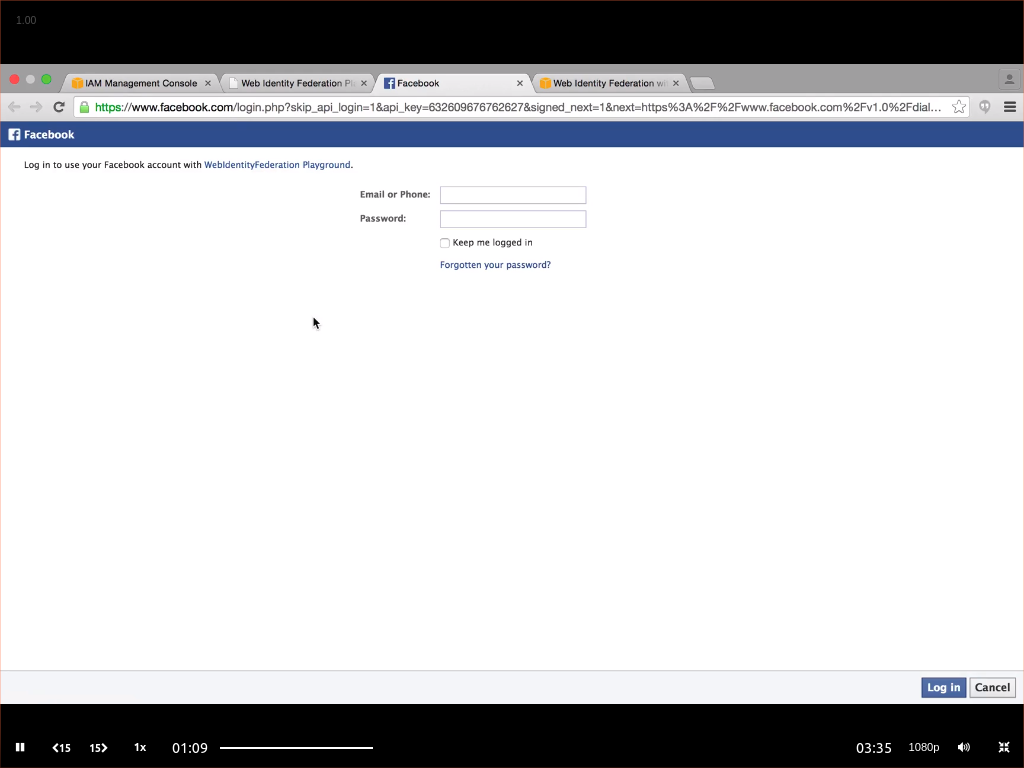 1.00
IAM Management Console
Web Identity Federation Pl
Facebook
Web Identity Federation wi
https://www.facebook.com/login.php?skip_api_login=1&api_key=632609676762627&signed_next=1&next=https%3A%2F%2Fwww.facebook.com%2Fv1.0%2Fdial...
Facebook
Log in to use your Facebook account with WebIdentityFederation Playground.
Email or Phone:
Password:
Keep me logged in
Forgotten your password?
Log in Cancel
15 15 1x 01:09 03:35 1080p